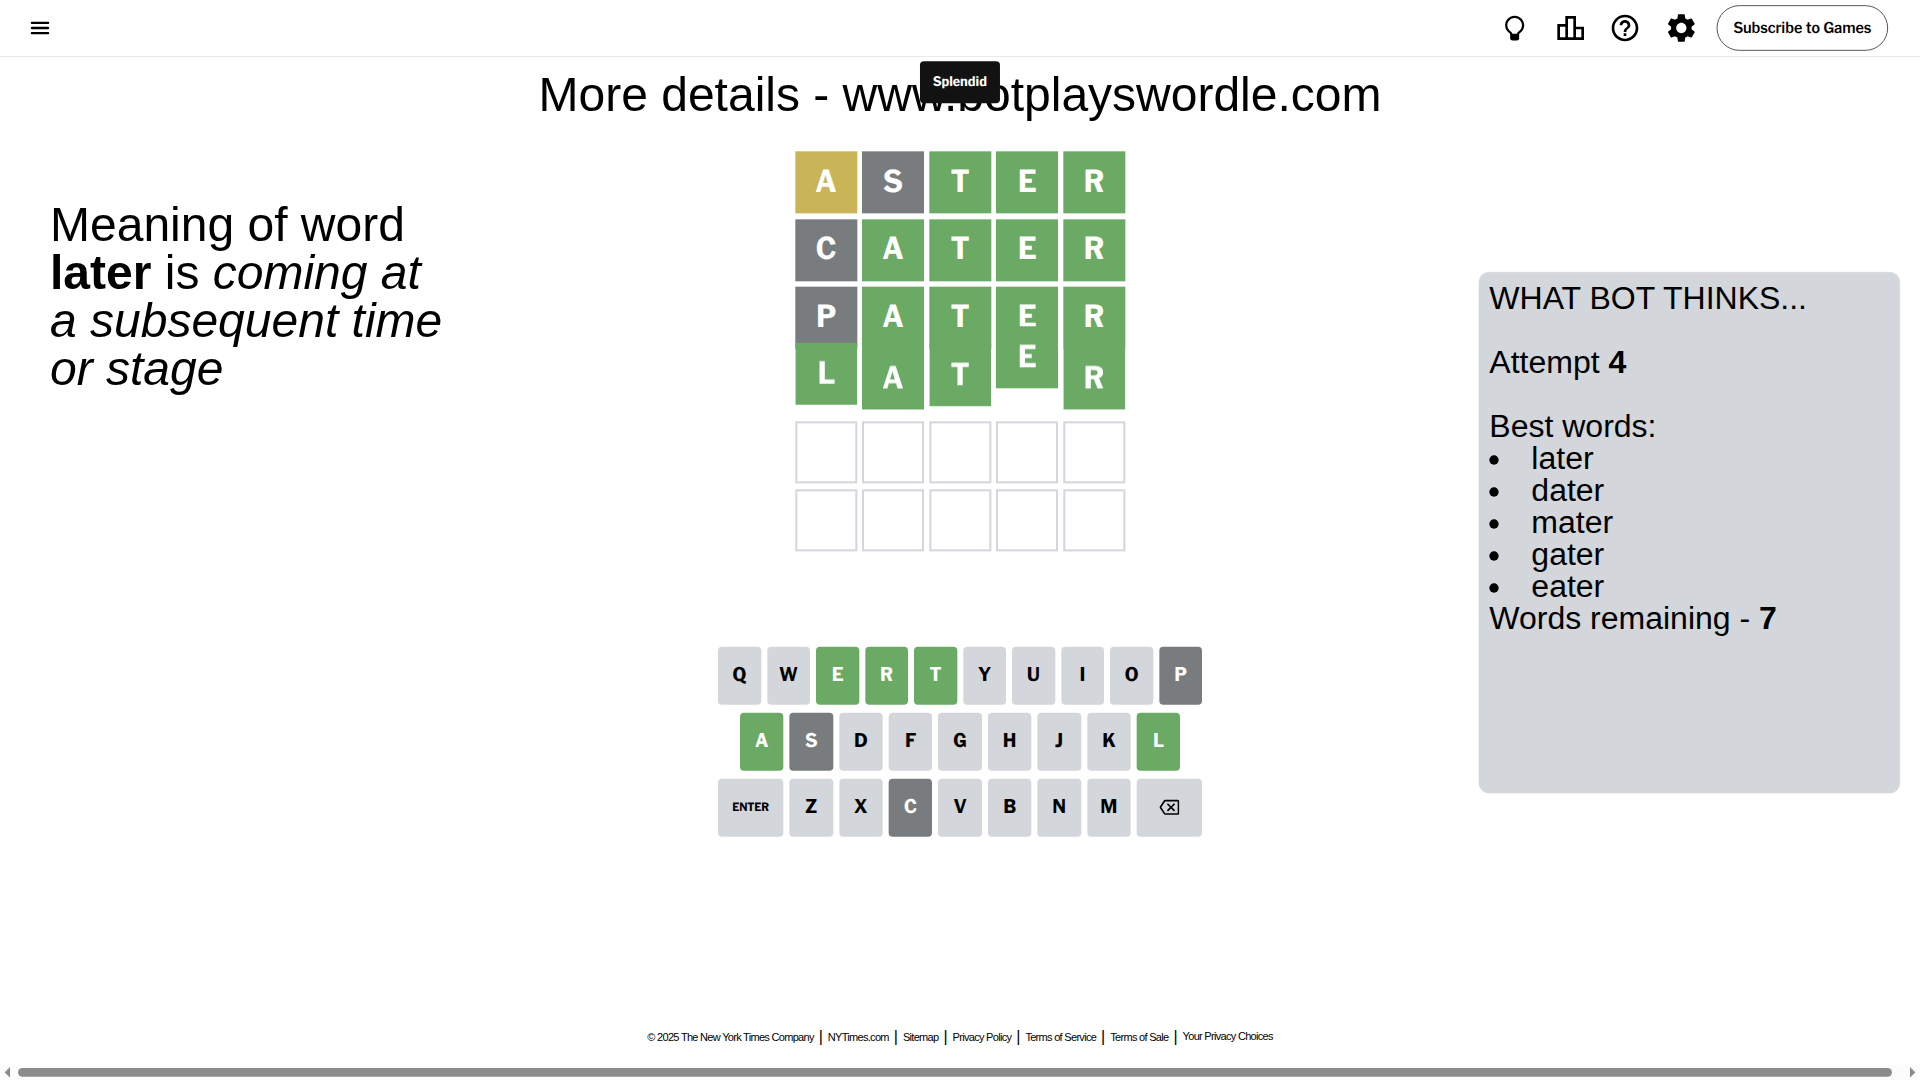 Subscribe to Games
Splendid
More details - www.botplayswordle.com
Meaning of word
later is coming at
a subsequent time
or stage
A S T E R
C A T E R
P A T E R
L A T E R
WHAT BOT THINKS...
Attempt 4
Best words:
later
dater
mater
gater
eater
Words remaining - 7
Q W E R T Y U I O P
A S D F G H J K L
ENTER Z X C V B N M
© 2025 The New York Times Company | NYTimes.com | Sitemap | Privacy Policy | Terms of Service | Terms of Sale | Your Privacy Choices